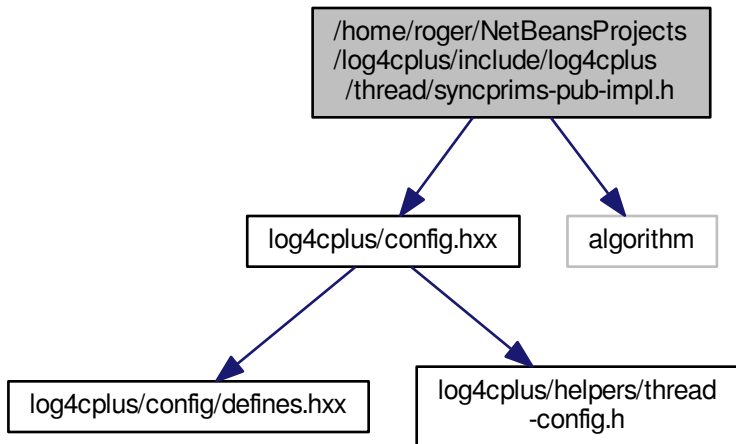 /home/roger/NetBeansProjects
/log4cplus/include/log4cplus
/thread/syncprims-pub-impl.h
log4cplus/config.hxx
algorithm
log4cplus/config/defines.hxx
log4cplus/helpers/thread
-config.h